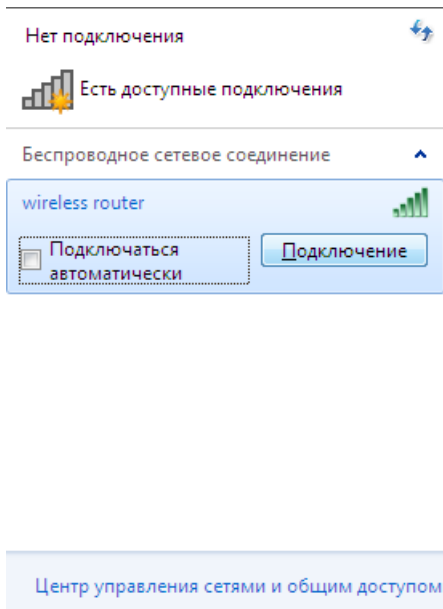 Нет подключения
Есть доступные подключения
Беспроводное сетевое соединение
wireless router
Подключаться
автоматически
Подключение
Центр управления сетями и общим доступом